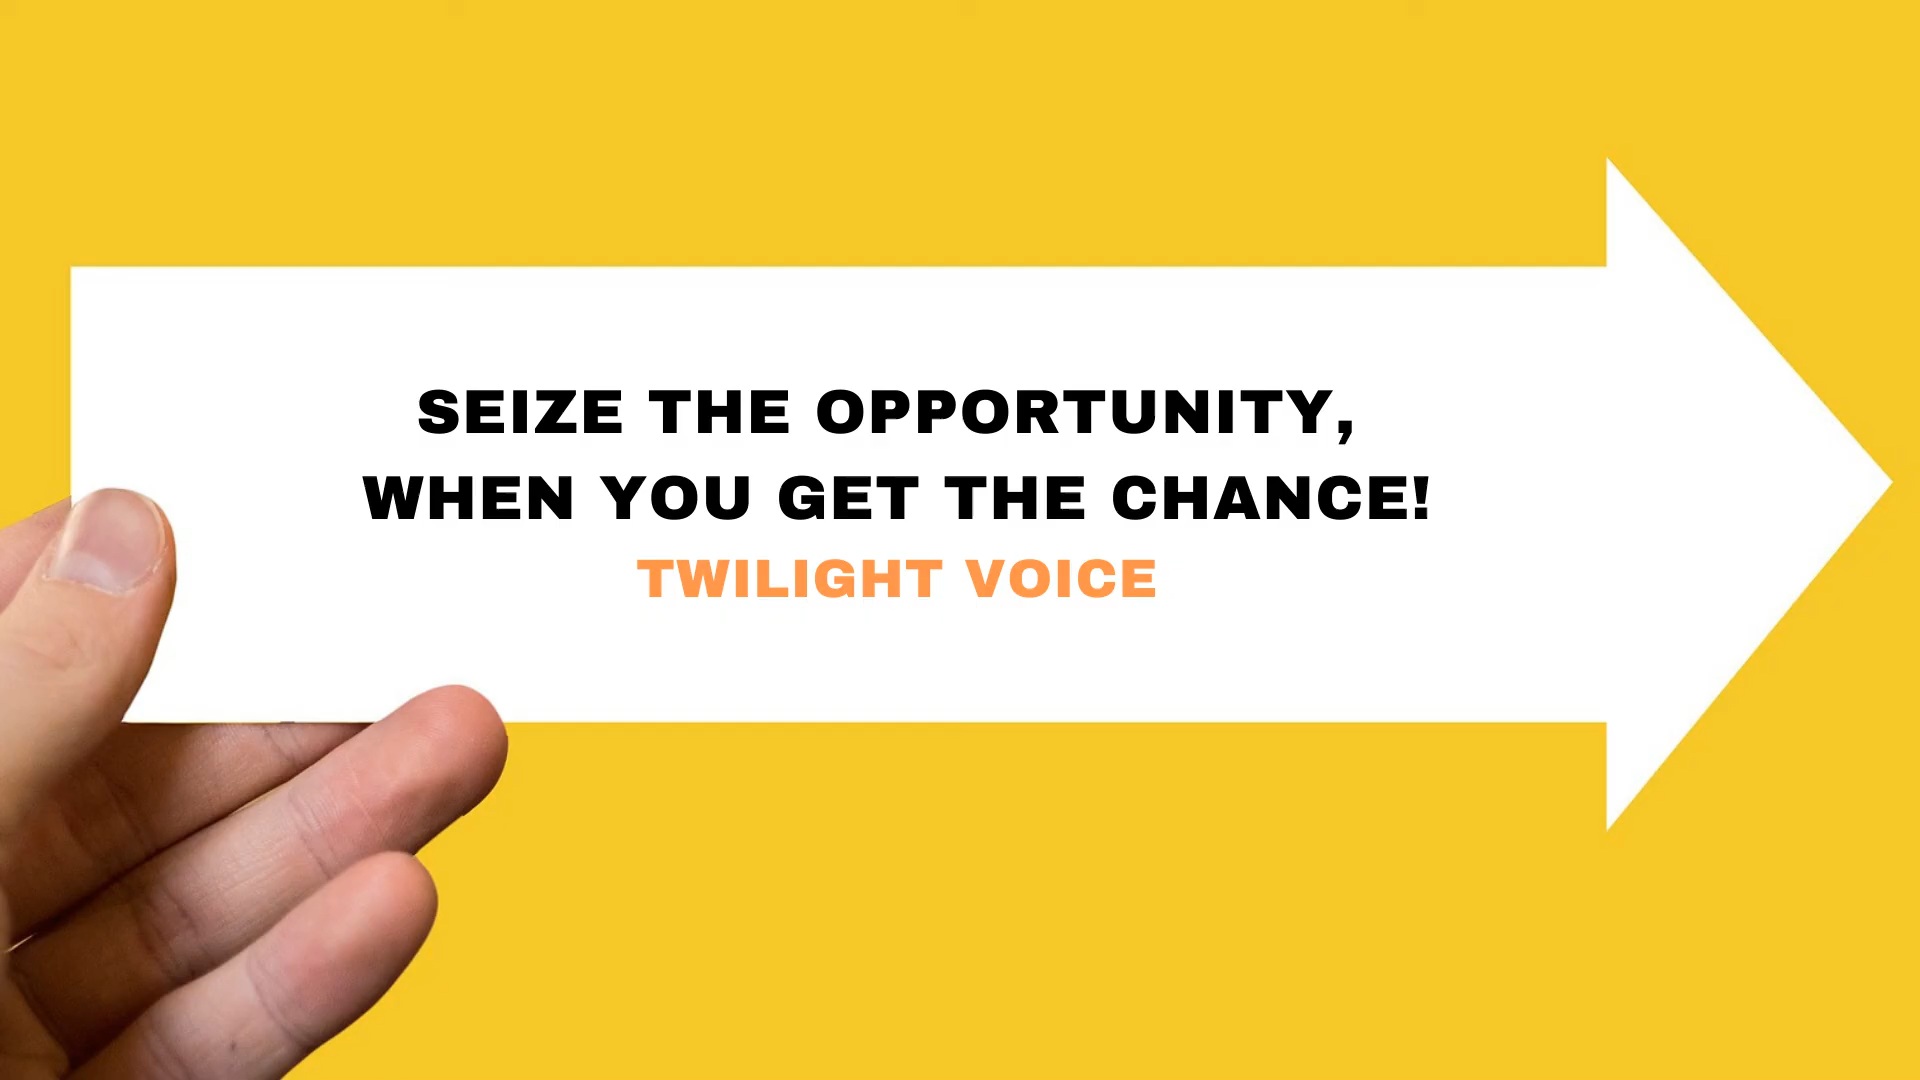 SEIZE THE OPPORTUNITY,
WHEN YOU GET THE CHANCE!
TWILIGHT VOICE